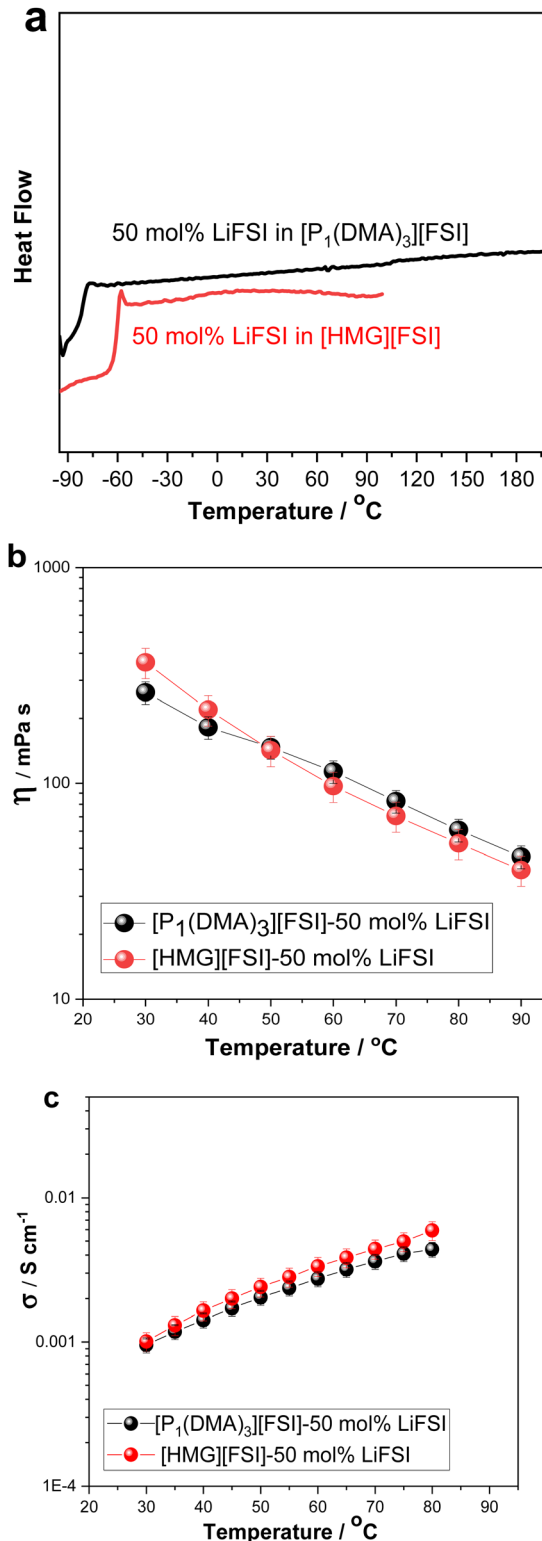 a
Heat Flow
50 mol% LiFSI in [P₁(DMA)₃][FSI]
50 mol% LiFSI in [HMG][FSI]
-90 -60 -30 0 30 60 90 120 150 180
Temperature / °C
b
1000
100
10
η / mPa s
[P₁(DMA)₃][FSI]-50 mol% LiFSI
[HMG][FSI]-50 mol% LiFSI
20 30 40 50 60 70 80 90
Temperature / °C
c
0.01
0.001
1E-4
σ / S cm⁻¹
[P₁(DMA)₃][FSI]-50 mol% LiFSI
[HMG][FSI]-50 mol% LiFSI
20 30 40 50 60 70 80 90
Temperature / °C